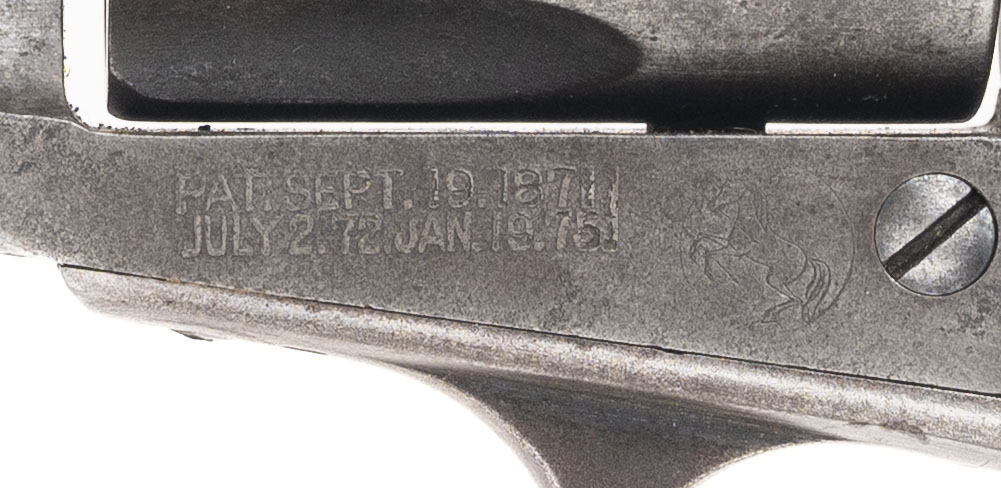 PAT. SEPT. 19. 1871.
JULY 2. 72. JAN. 19. 75.